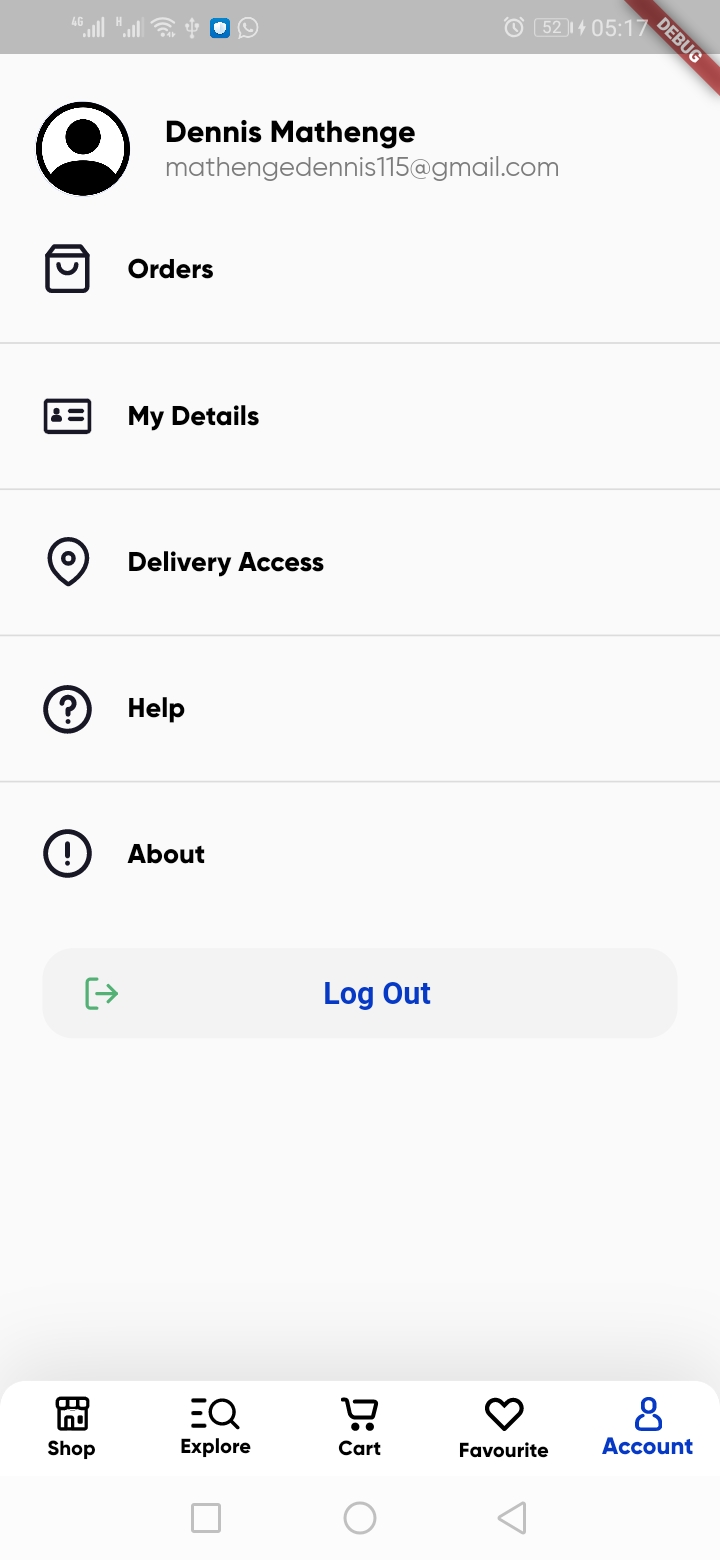 4G H 52 05:17
DEBUG
Dennis Mathenge
mathengedennis115@gmail.com
Orders
My Details
Delivery Access
Help
About
Log Out
Shop Explore Cart Favourite Account